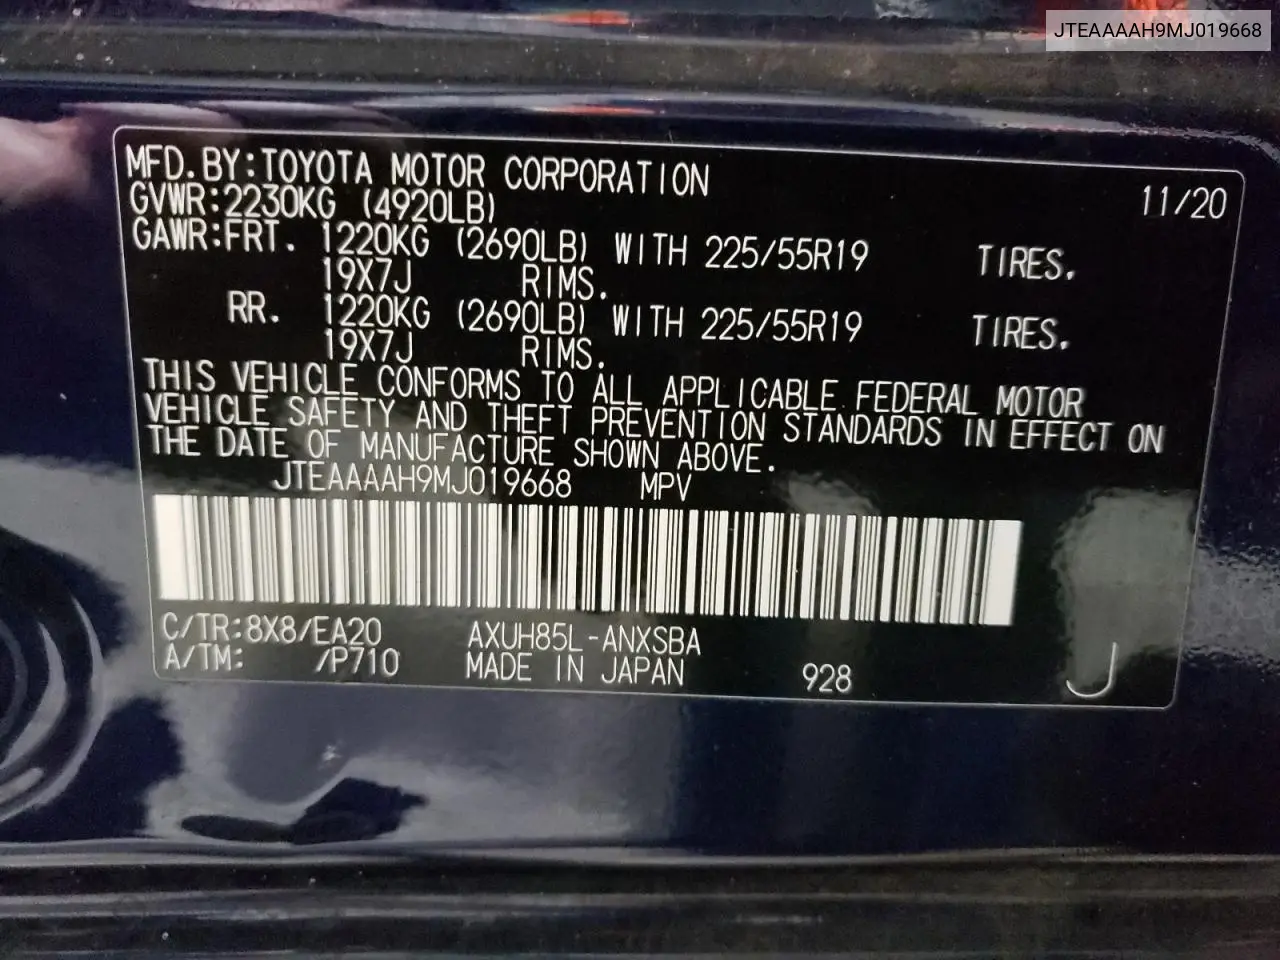 JTEAAAAH9MJ019668
MFD.BY:TOYOTA MOTOR CORPORATION 11/20
GVWR:2230KG (4920LB)
GAWR:FRT. 1220KG (2690LB) WITH 225/55R19 TIRES.
19X7J RIMS.
RR. 1220KG (2690LB) WITH 225/55R19 TIRES.
19X7J RIMS.
THIS VEHICLE CONFORMS TO ALL APPLICABLE FEDERAL MOTOR
VEHICLE SAFETY AND THEFT PREVENTION STANDARDS IN EFFECT ON
THE DATE OF MANUFACTURE SHOWN ABOVE.
JTEAAAAH9MJ019668 MPV
C/TR:8X8/EA20 AXUH85L-ANXSBA
A/TM: /P710 MADE IN JAPAN 928 J